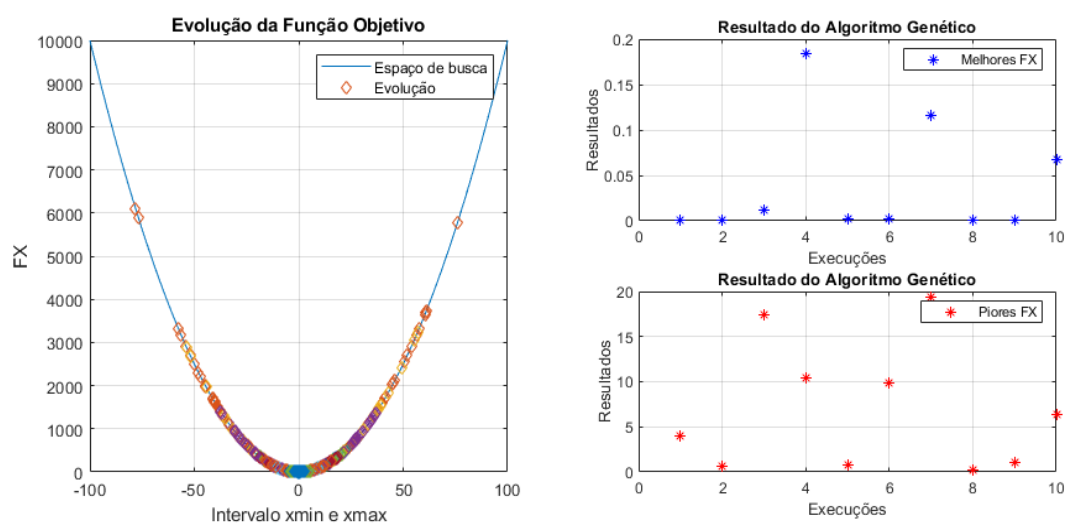 Evolução da Função Objetivo
10000
9000
8000
7000
6000
5000
4000
3000
2000
1000
0
FX
-100 -50 0 50 100
Intervalo xmin e xmax
Espaço de busca
Evolução
Resultado do Algoritmo Genético
0.2
0.15
0.1
0.05
0
Resultados
0 2 4 6 8 10
Execuções
Melhores FX
Resultado do Algoritmo Genético
20
15
10
5
0
Resultados
0 2 4 6 8 10
Execuções
Piores FX